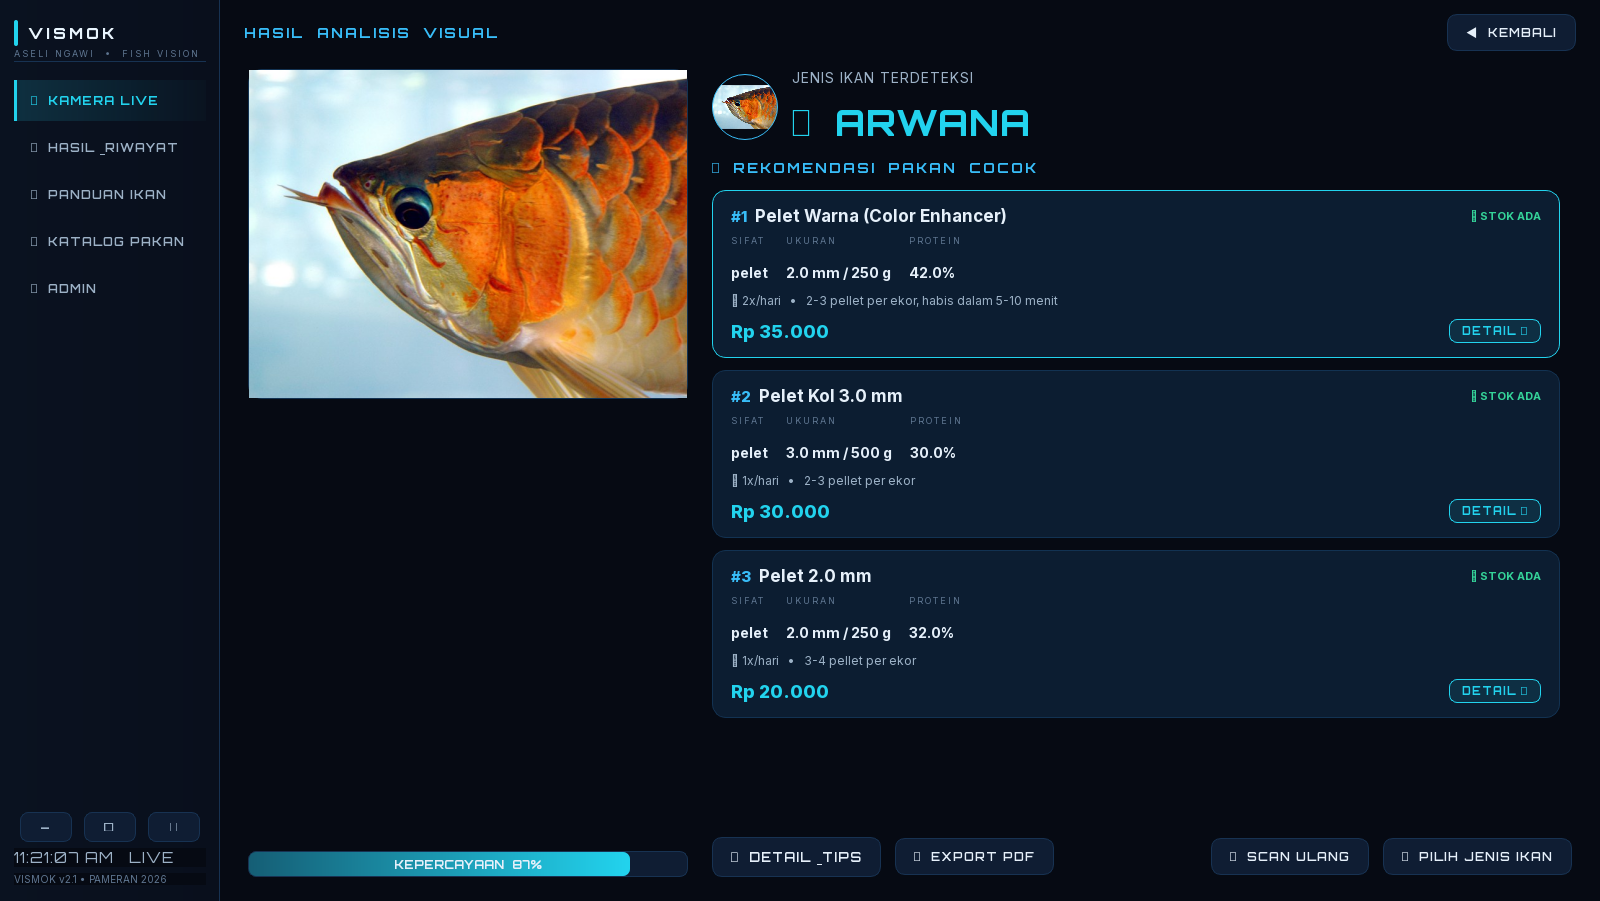 VISMOK
ASELI NGAWI • FISH VISION
KAMERA LIVE
HASIL _RIWAYAT
PANDUAN IKAN
KATALOG PAKAN
ADMIN
11:21:07 AM LIVE
VISMOK v2.1 • PAMERAN 2026
HASIL ANALISIS VISUAL
◀ KEMBALI
KEPERCAYAAN 87%
JENIS IKAN TERDETEKSI
ARWANA
REKOMENDASI PAKAN COCOK
#1 Pelet Warna (Color Enhancer)
STOK ADA
SIFAT UKURAN PROTEIN
pelet 2.0 mm / 250 g 42.0%
2x/hari • 2-3 pellet per ekor, habis dalam 5-10 menit
Rp 35.000
DETAIL
#2 Pelet Kol 3.0 mm
STOK ADA
SIFAT UKURAN PROTEIN
pelet 3.0 mm / 500 g 30.0%
1x/hari • 2-3 pellet per ekor
Rp 30.000
DETAIL
#3 Pelet 2.0 mm
STOK ADA
SIFAT UKURAN PROTEIN
pelet 2.0 mm / 250 g 32.0%
1x/hari • 3-4 pellet per ekor
Rp 20.000
DETAIL
DETAIL _TIPS
EXPORT PDF
SCAN ULANG
PILIH JENIS IKAN